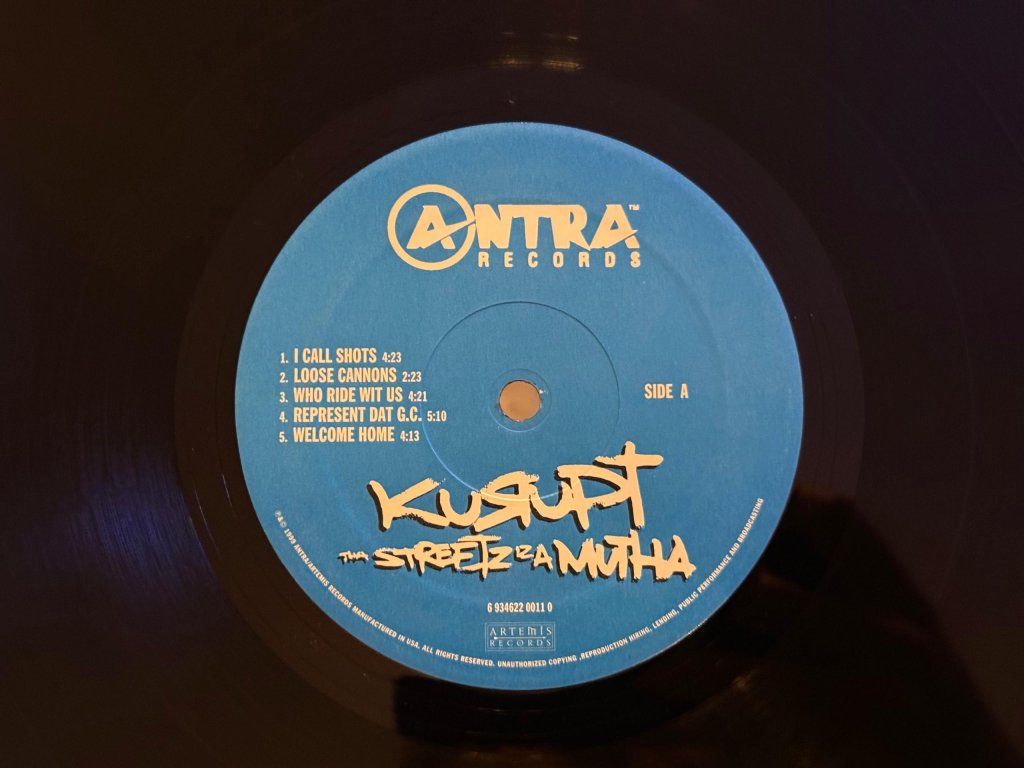 ANTRA™
RECORDS
1. I CALL SHOTS 4:23
2. LOOSE CANNONS 2:23
3. WHO RIDE WIT US 4:21
4. REPRESENT DAT G.C. 5:10
5. WELCOME HOME 4:13
SIDE A
KURUPT
THA STREETZ IZ A MUTHA
6 934622 0011 0
ARTEMIS
RECORDS
P&© 1999 ANTRA/ARTEMIS RECORDS MANUFACTURED IN USA. ALL RIGHTS RESERVED. UNAUTHORIZED COPYING ,REPRODUCTION HIRING, LENDING, PUBLIC PERFORMANCE AND BROADCASTING